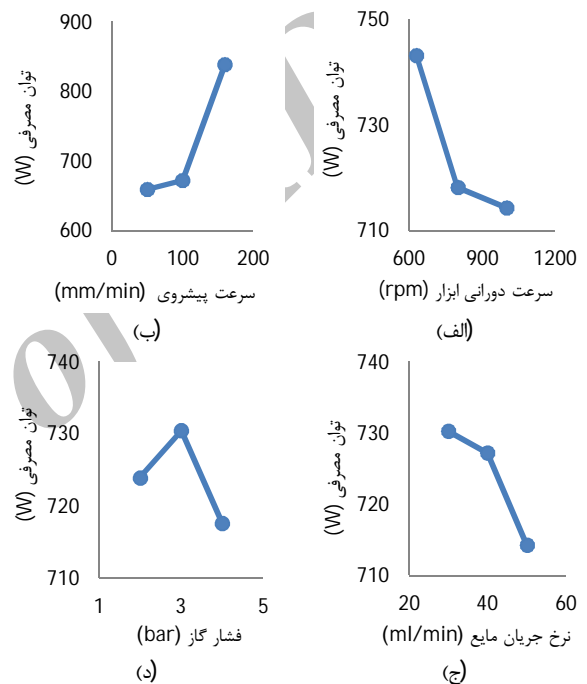 900
800
700
600
0
100
200
توان مصرفی (W)
سرعت پیشروی (mm/min)
(ب)
750
730
710
600
900
1200
توان مصرفی (W)
سرعت دورانی ابزار (rpm)
(الف)
740
730
720
710
1
3
5
توان مصرفی (W)
فشار گاز (bar)
(د)
740
730
720
710
20
40
60
توان مصرفی (W)
نرخ جریان مایع (ml/min)
(ج)